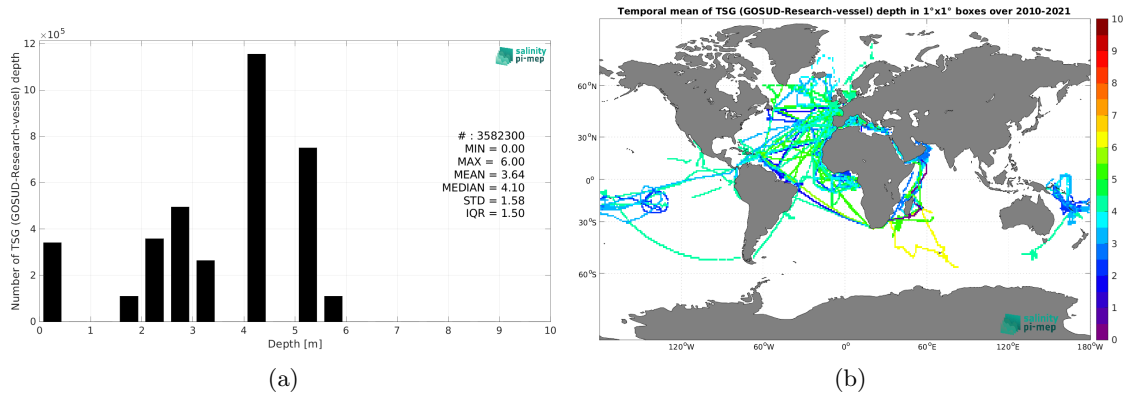 ×10⁵
12
10
8
6
4
2
0
Number of TSG (GOSUD-Research-vessel) depth
salinity
pi-mep
# : 3582300
MIN = 0.00
MAX = 6.00
MEAN = 3.64
MEDIAN = 4.10
STD = 1.58
IQR = 1.50
0 1 2 3 4 5 6 7 8 9 10
Depth [m]
(a)
Temporal mean of TSG (GOSUD-Research-vessel) depth in 1°x1° boxes over 2010-2021
60°N
30°N
15°N
0°
15°S
30°S
60°S
120°W 60°W 0° 60°E 120°E 180°W
salinity
pi-mep
10
9
8
7
6
5
4
3
2
1
0
(b)